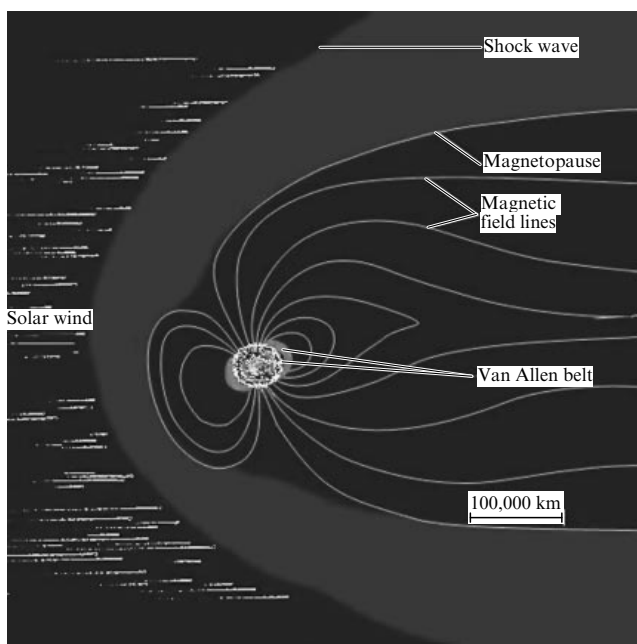 Shock wave
Magnetopause
Magnetic
field lines
Solar wind
Van Allen belt
100,000 km